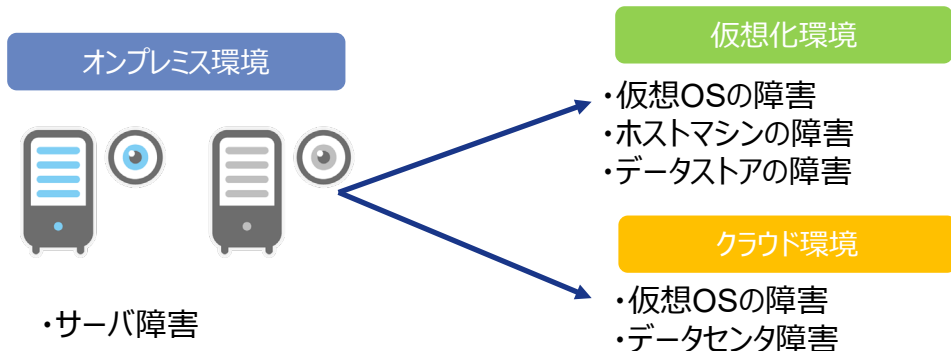 オンプレミス環境
・サーバ障害
仮想化環境
・仮想OSの障害
・ホストマシンの障害
・データストアの障害
クラウド環境
・仮想OSの障害
・データセンタ障害